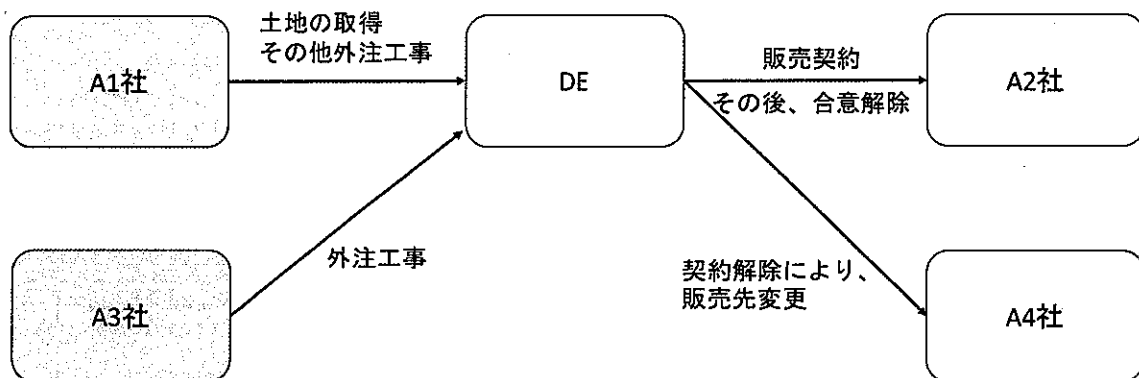 土地の取得
その他外注工事
A1社
DE
販売契約
その後、合意解除
A2社
外注工事
A3社
契約解除により、
販売先変更
A4社